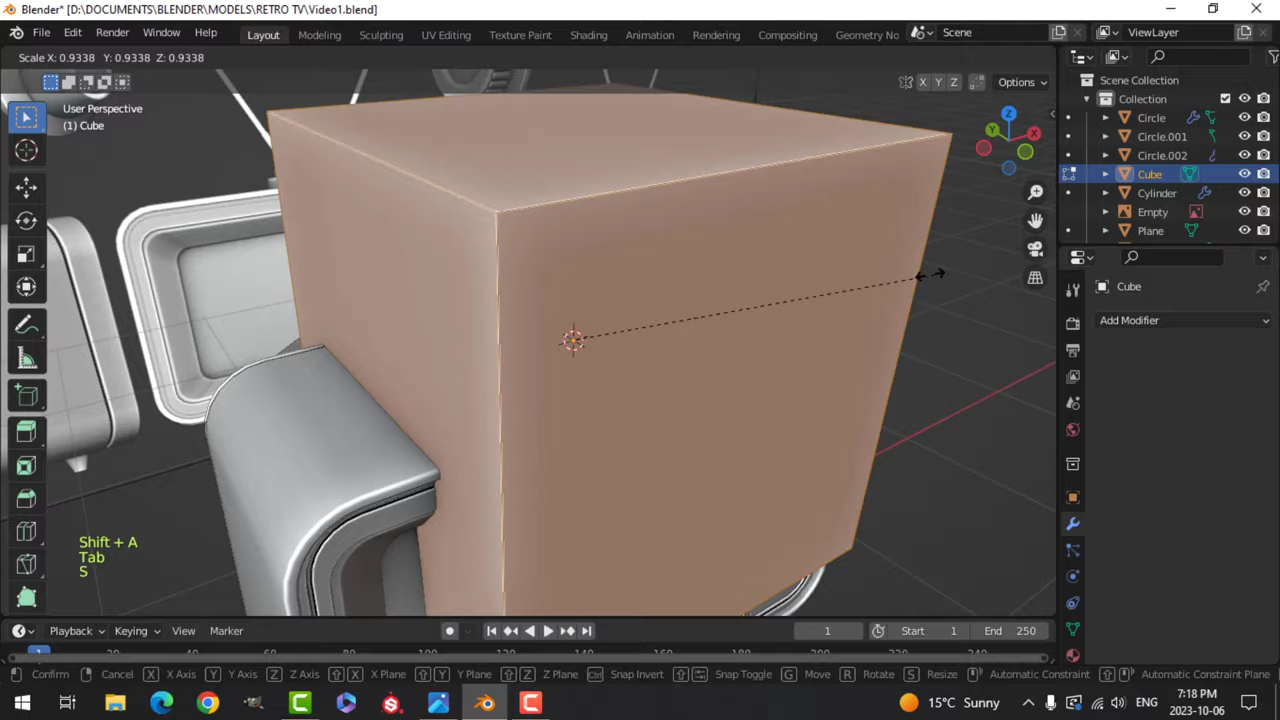 Blender* [D:\DOCUMENTS\BLENDER\MODELS\RETRO TV\Video1.blend]
File Edit Render Window Help Layout Modeling Sculpting UV Editing Texture Paint Shading Animation Rendering Compositing Geometry No Scene ViewLayer
Scale X: 0.9338 Y: 0.9338 Z: 0.9338
X Y Z Options
User Perspective
(1) Cube
Z
Y X
Scene Collection
Collection
Circle
Circle.001
Circle.002
Cube
Cylinder
Empty
Plane
Cube
Add Modifier
Shift + A
Tab
S
Playback Keying View Marker 1 Start 1 End 250
Confirm Cancel X X Axis Y Y Axis Z Z Axis X X Plane Y Y Plane Z Z Plane Ctrl Snap Invert Snap Toggle G Move R Rotate S Resize Automatic Constraint Automatic Constraint Plane
15°C Sunny ENG 7:18 PM
2023-10-06